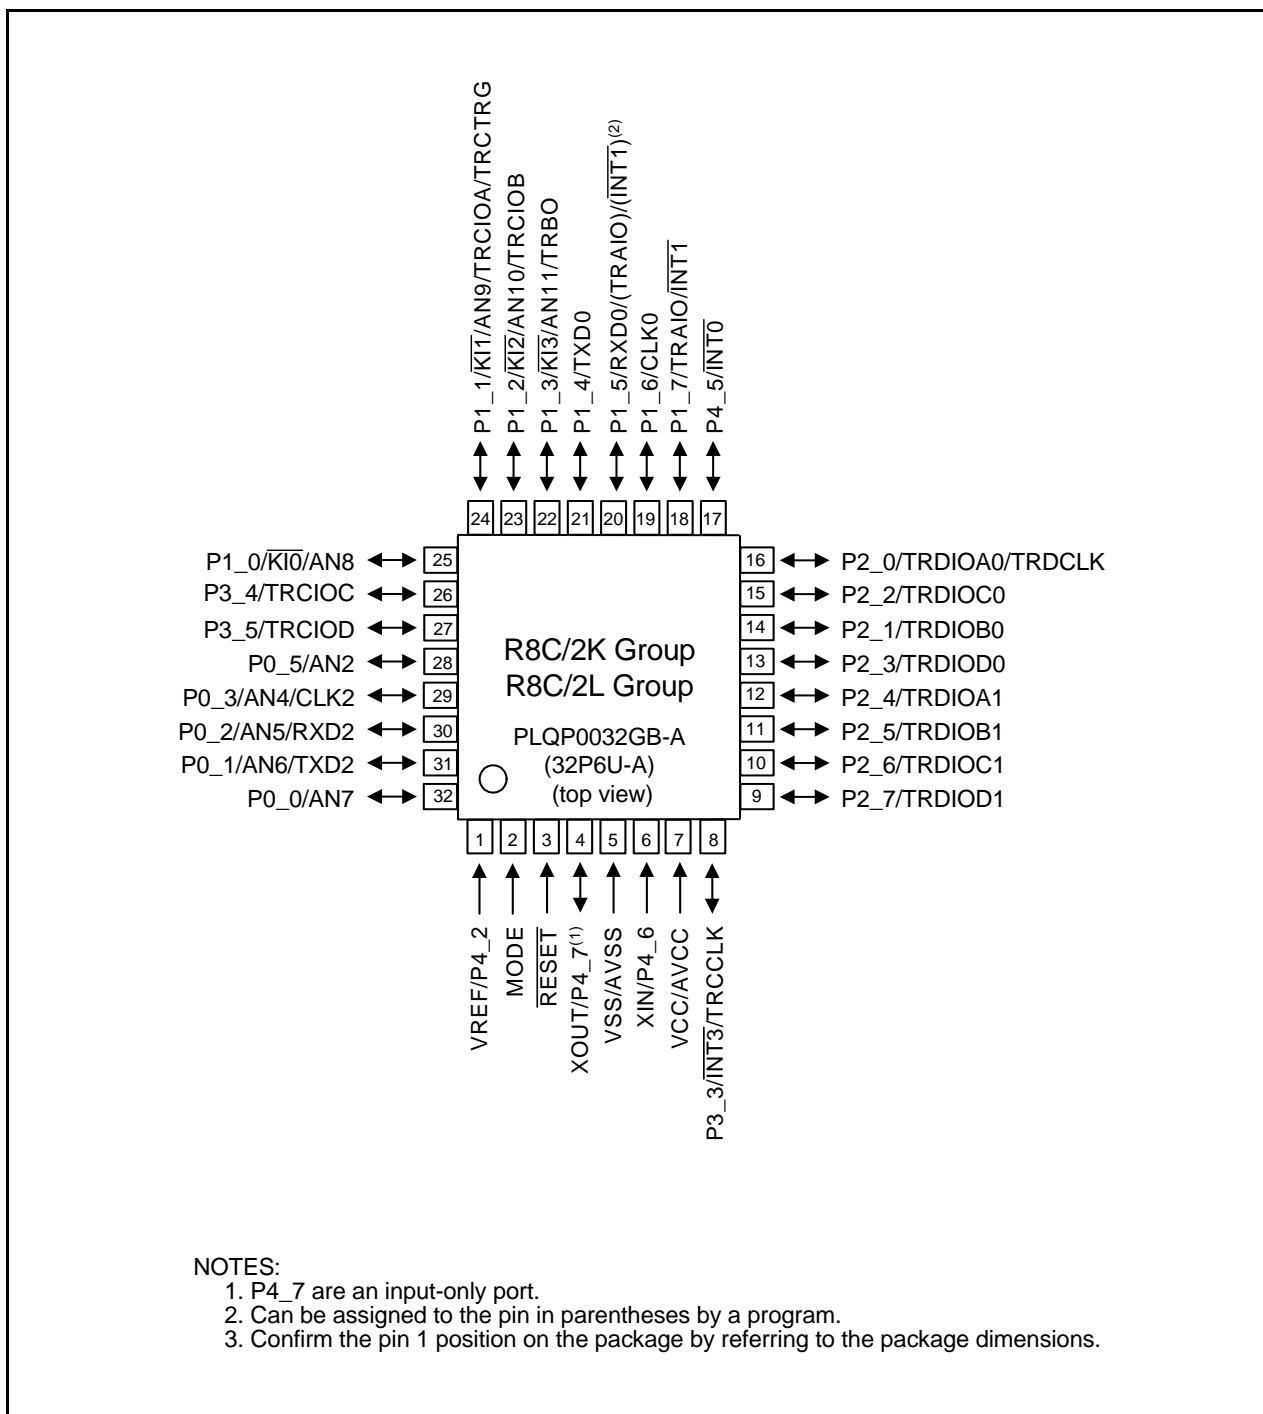 P1_1/KI1/AN9/TRCIOA/TRCTRG
P1_2/KI2/AN10/TRCIOB
P1_3/KI3/AN11/TRBO
P1_4/TXD0
P1_5/RXD0/(TRAIO)/(INT1)(2)
P1_6/CLK0
P1_7/TRAIO/INT1
P4_5/INT0
24 23 22 21 20 19 18 17
P1_0/KI0/AN8 25
P3_4/TRCIOC 26
P3_5/TRCIOD 27
P0_5/AN2 28
P0_3/AN4/CLK2 29
P0_2/AN5/RXD2 30
P0_1/AN6/TXD2 31
P0_0/AN7 32
R8C/2K Group
R8C/2L Group
PLQP0032GB-A
(32P6U-A)
(top view)
16 P2_0/TRDIOA0/TRDCLK
15 P2_2/TRDIOC0
14 P2_1/TRDIOB0
13 P2_3/TRDIOD0
12 P2_4/TRDIOA1
11 P2_5/TRDIOB1
10 P2_6/TRDIOC1
9 P2_7/TRDIOD1
1 2 3 4 5 6 7 8
VREF/P4_2
MODE
RESET
XOUT/P4_7(1)
VSS/AVSS
XIN/P4_6
VCC/AVCC
P3_3/INT3/TRCCLK
NOTES:
1. P4_7 are an input-only port.
2. Can be assigned to the pin in parentheses by a program.
3. Confirm the pin 1 position on the package by referring to the package dimensions.